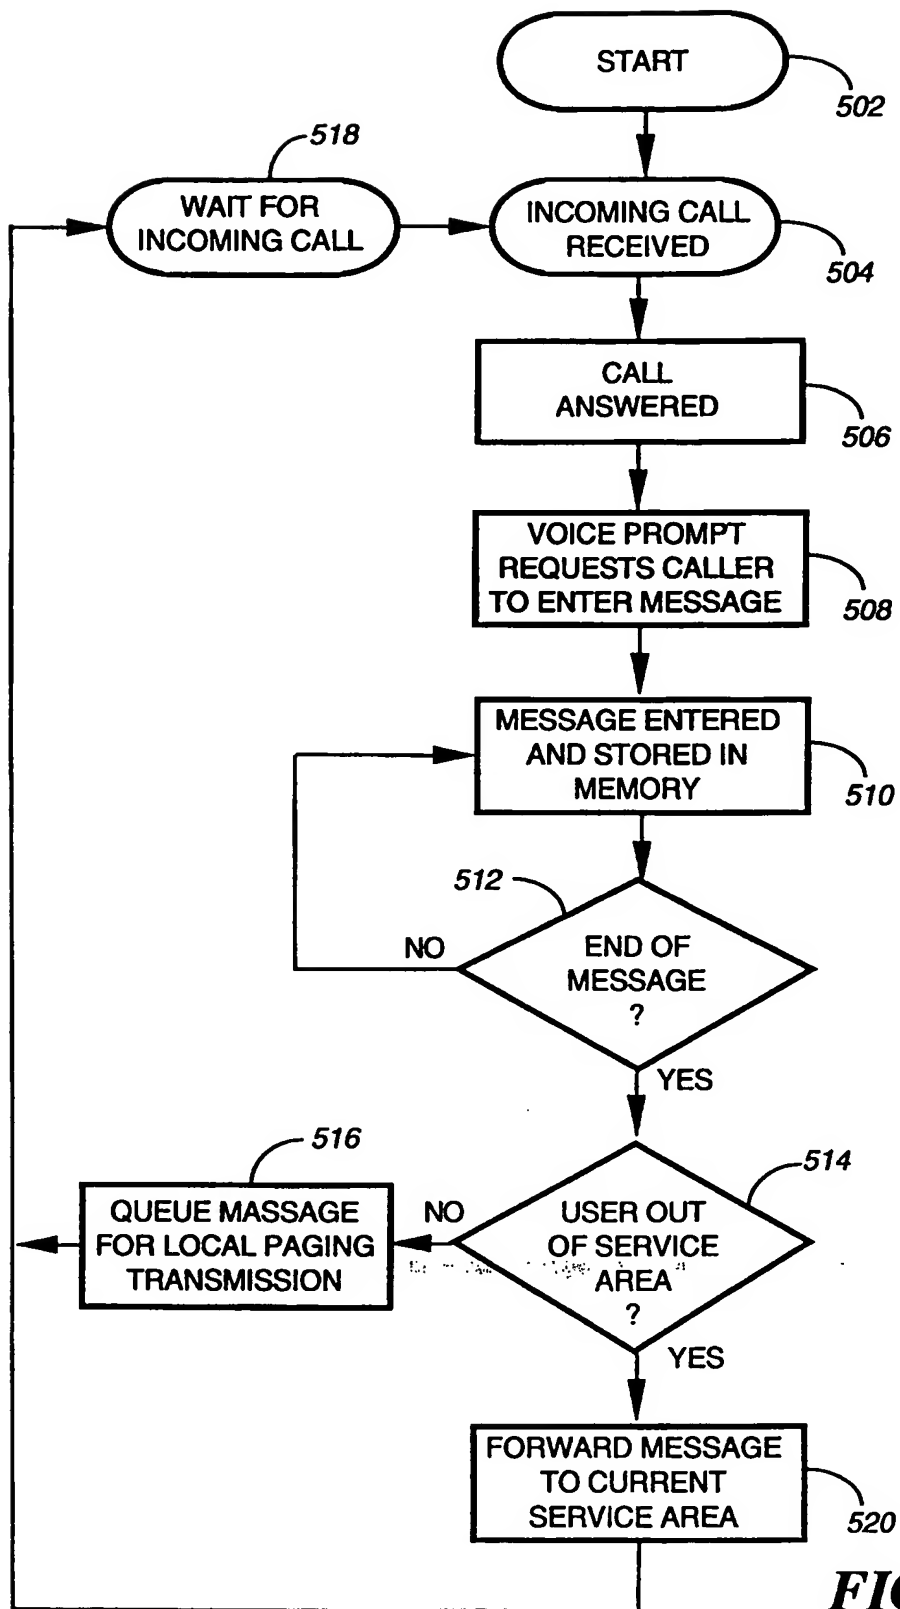 START
502
518
WAIT FOR
INCOMING CALL
INCOMING CALL
RECEIVED
504
CALL
ANSWERED
506
VOICE PROMPT
REQUESTS CALLER
TO ENTER MESSAGE
508
MESSAGE ENTERED
AND STORED IN
MEMORY
510
512
NO
END OF
MESSAGE
?
YES
516
514
QUEUE MASSAGE
FOR LOCAL PAGING
TRANSMISSION
NO
USER OUT
OF SERVICE
AREA
?
YES
FORWARD MESSAGE
TO CURRENT
SERVICE AREA
520
FIG